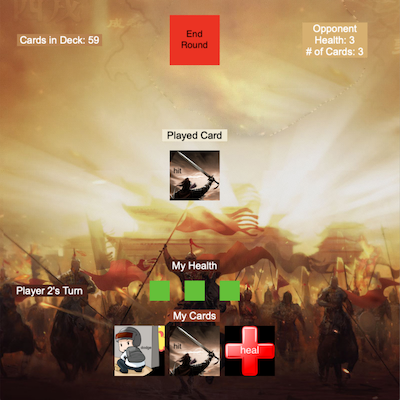 Cards in Deck: 59
End
Round
Opponent
Health: 3
# of Cards: 3
Played Card
hit
My Health
Player 2's Turn
My Cards
dodge
hit
heal